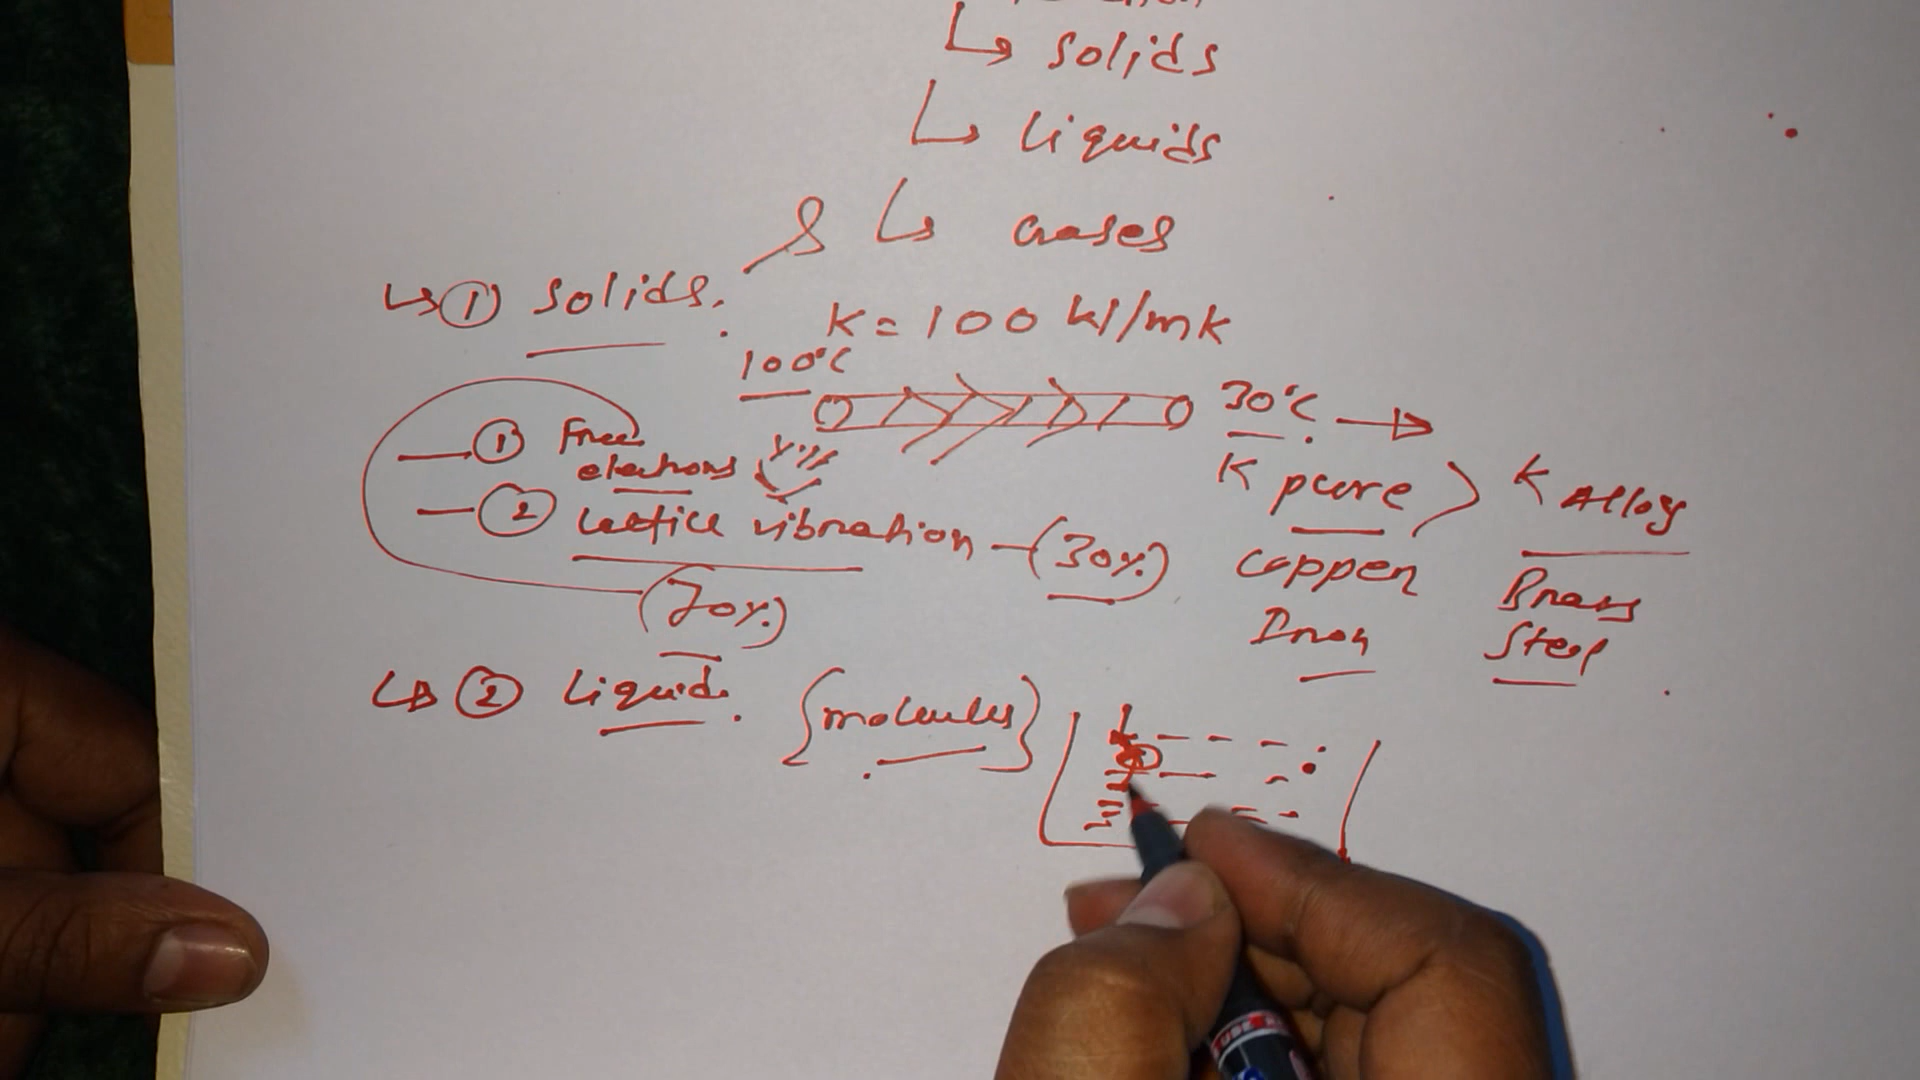 ↳ solids
↳ liquids
& ↳ Gases
↳ ① solids.
K = 100 kJ/mk
100°C
30°C →
① Free electrons
② Lattice vibration - (30%)
(70%)
K pure > K Alloy
Copper
Brass
Iron
Steel
↳ ② Liquid. {molecules}